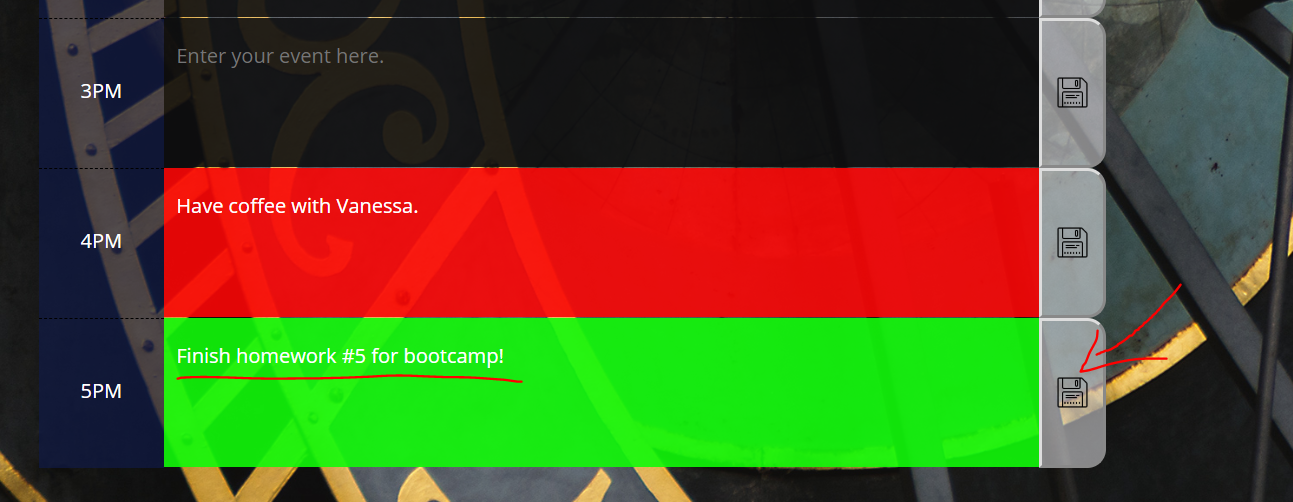 Enter your event here.
3PM
Have coffee with Vanessa.
4PM
Finish homework #5 for bootcamp!
5PM